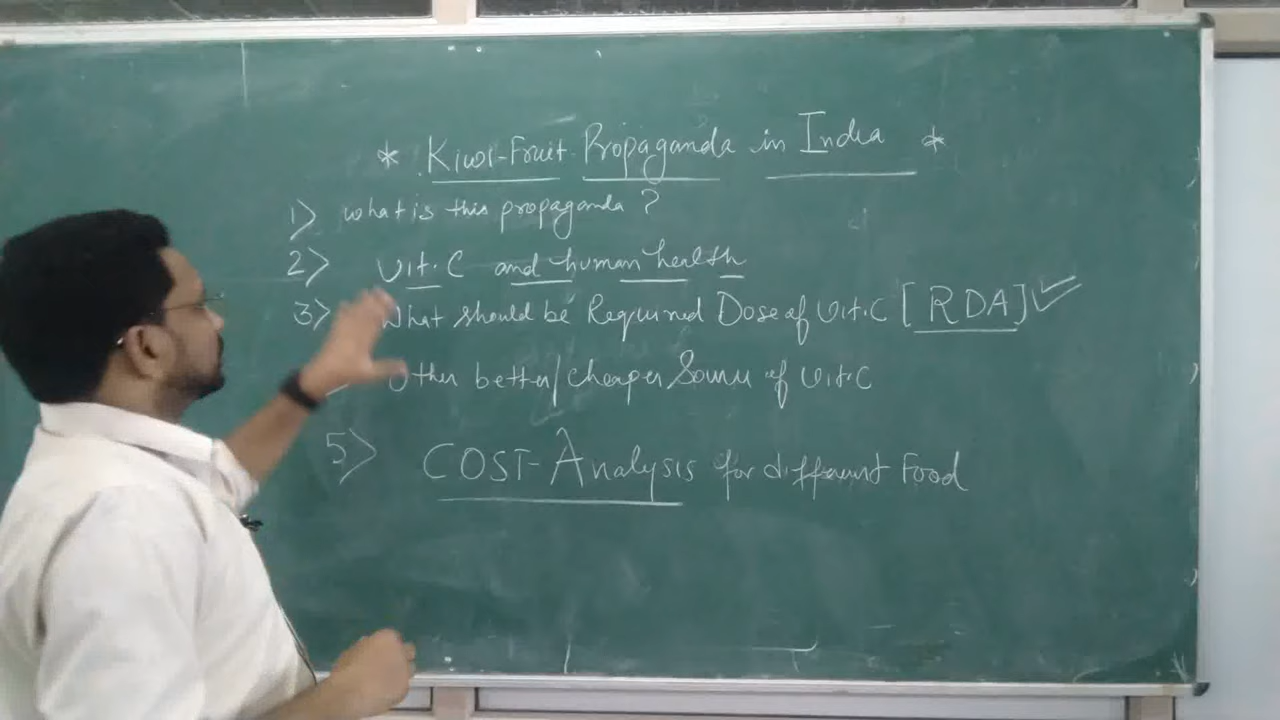 * Kiwi-Fruit Propaganda in India *
1) What is this propaganda ?
2) Vit. C and human health
3) What should be Required Dose of Vit. C [RDA] ✓
Other better/cheaper Source of Vit. C
5) COST-Analysis for different Food